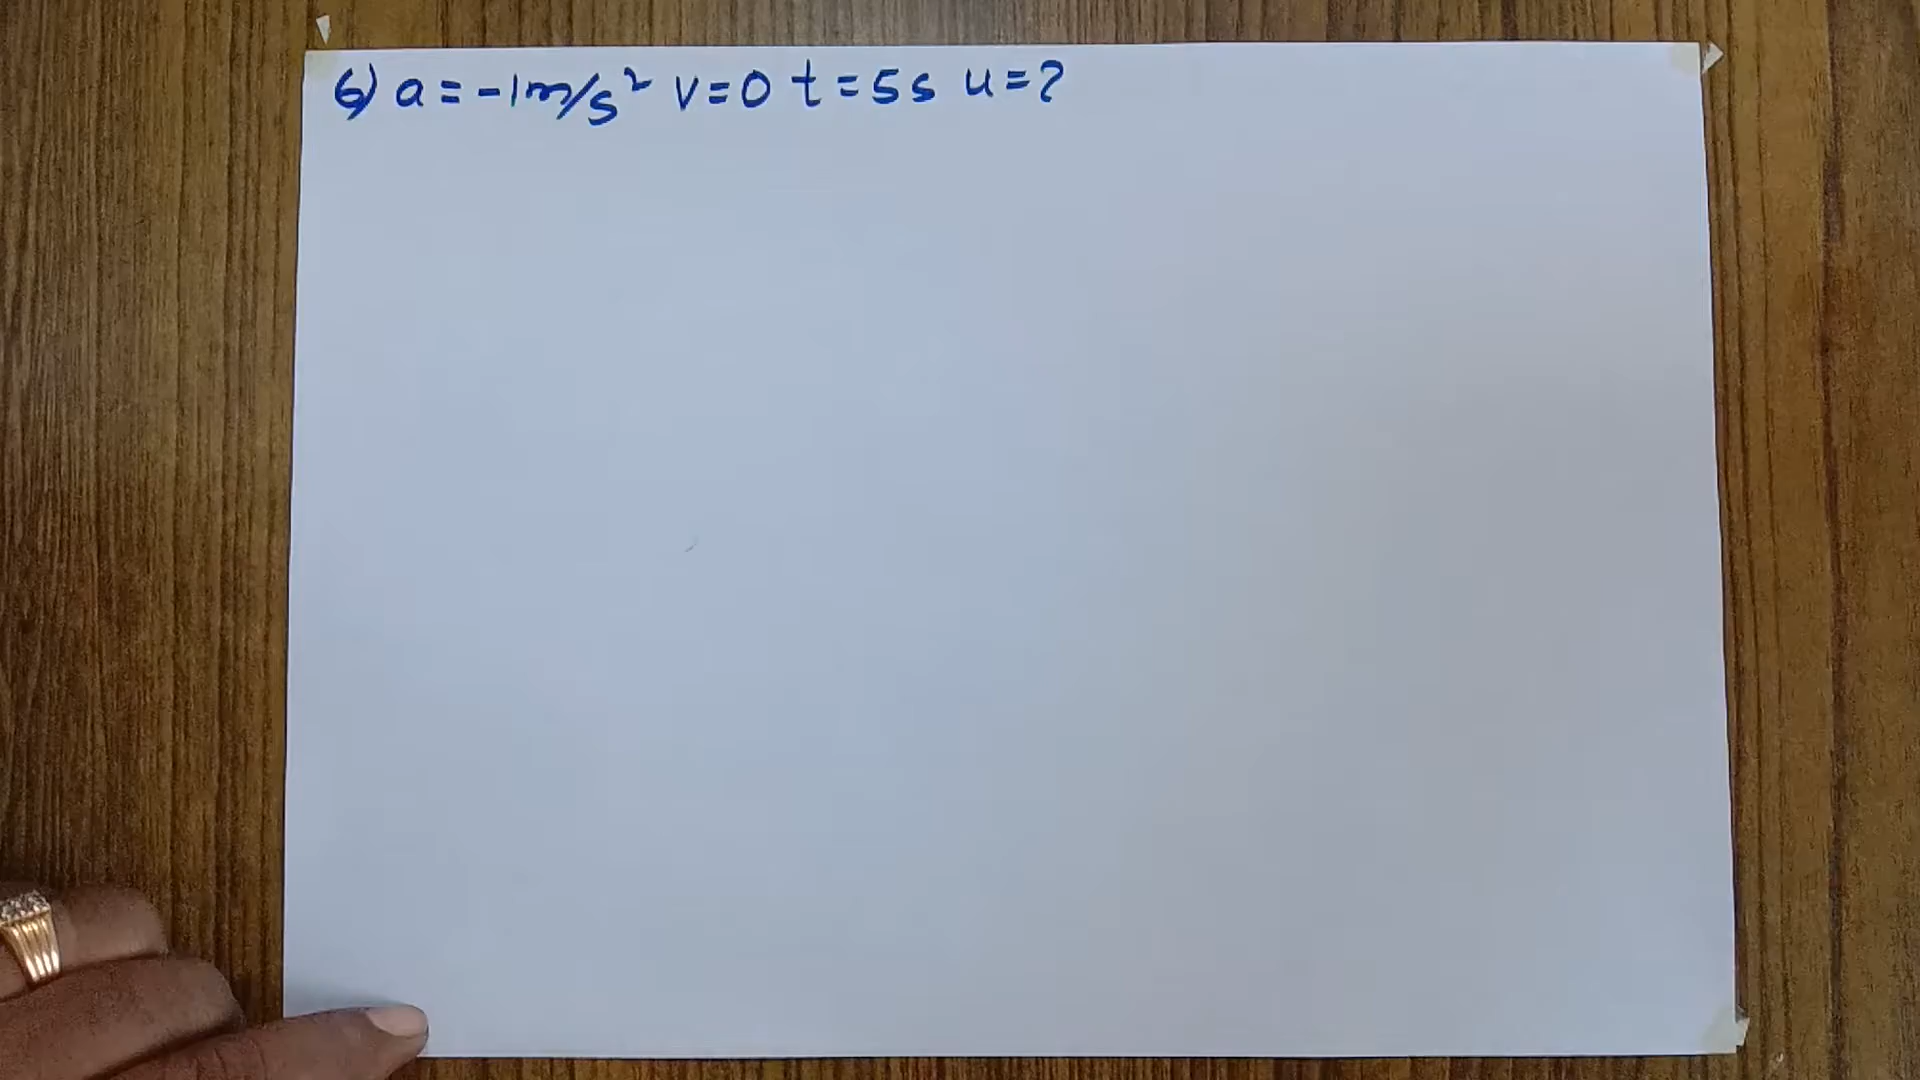 6) a = -1m/s² v=0 t=5s u=?